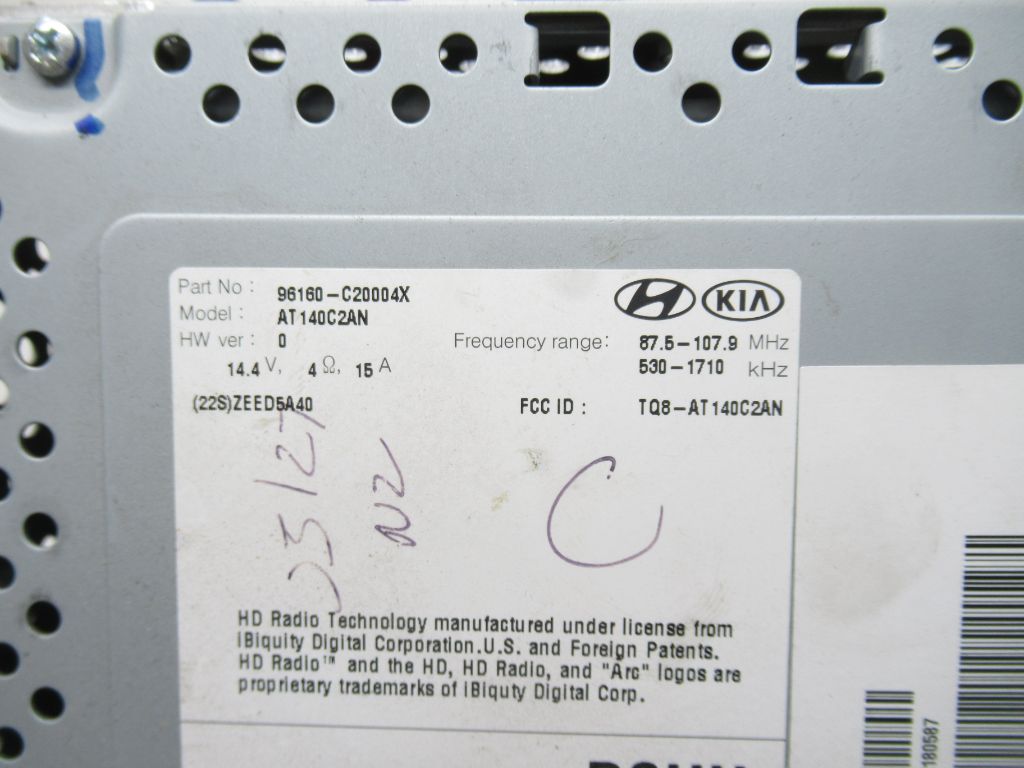 Part No : 96160-C20004X
Model : AT140C2AN
HW ver : 0
14.4 V, 4 Ω, 15 A
(22S)ZEED5A40
KIA
Frequency range: 87.5-107.9 MHz
530-1710 kHz
FCC ID : TQ8-AT140C2AN
N2
C
HD Radio Technology manufactured under license from
iBiquity Digital Corporation.U.S. and Foreign Patents.
HD Radio™ and the HD, HD Radio, and "Arc" logos are
proprietary trademarks of iBiquty Digital Corp.
180587